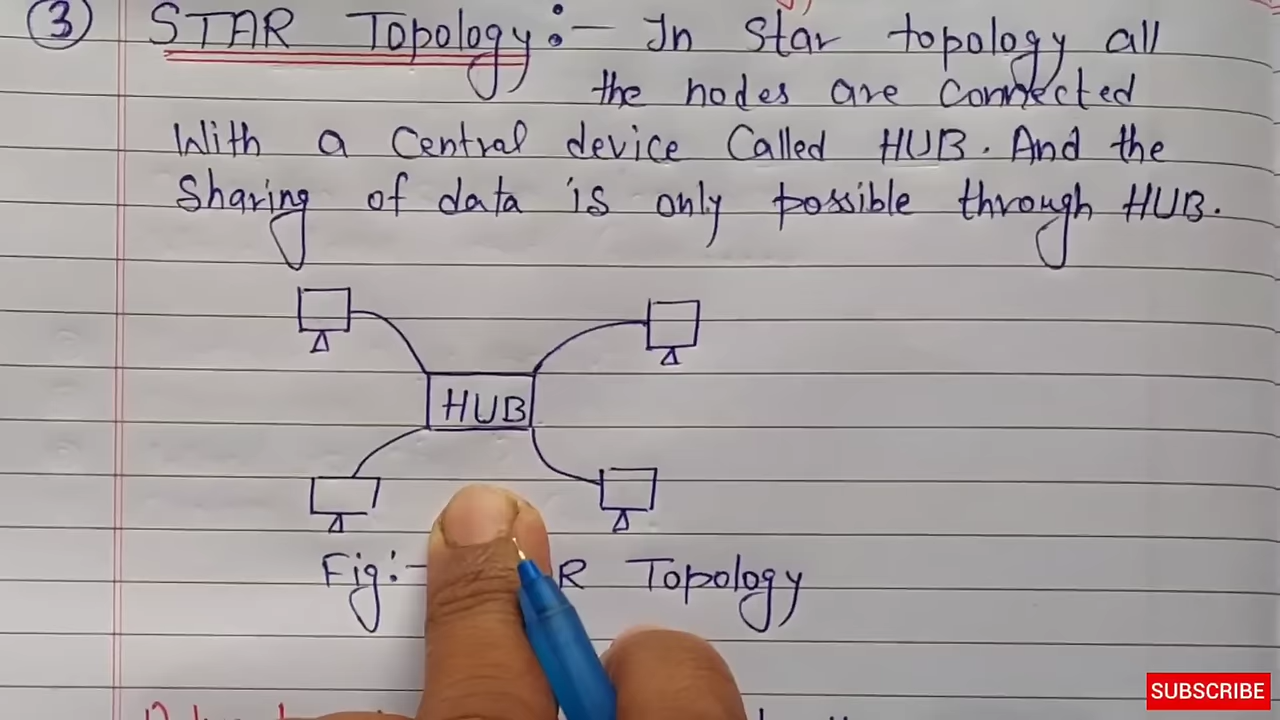 ③ STAR Topology :- In Star topology all
the nodes are connected
With a Central device Called HUB. And the
Sharing of data is only possible through HUB.
HUB
Fig:- R Topology
SUBSCRIBE